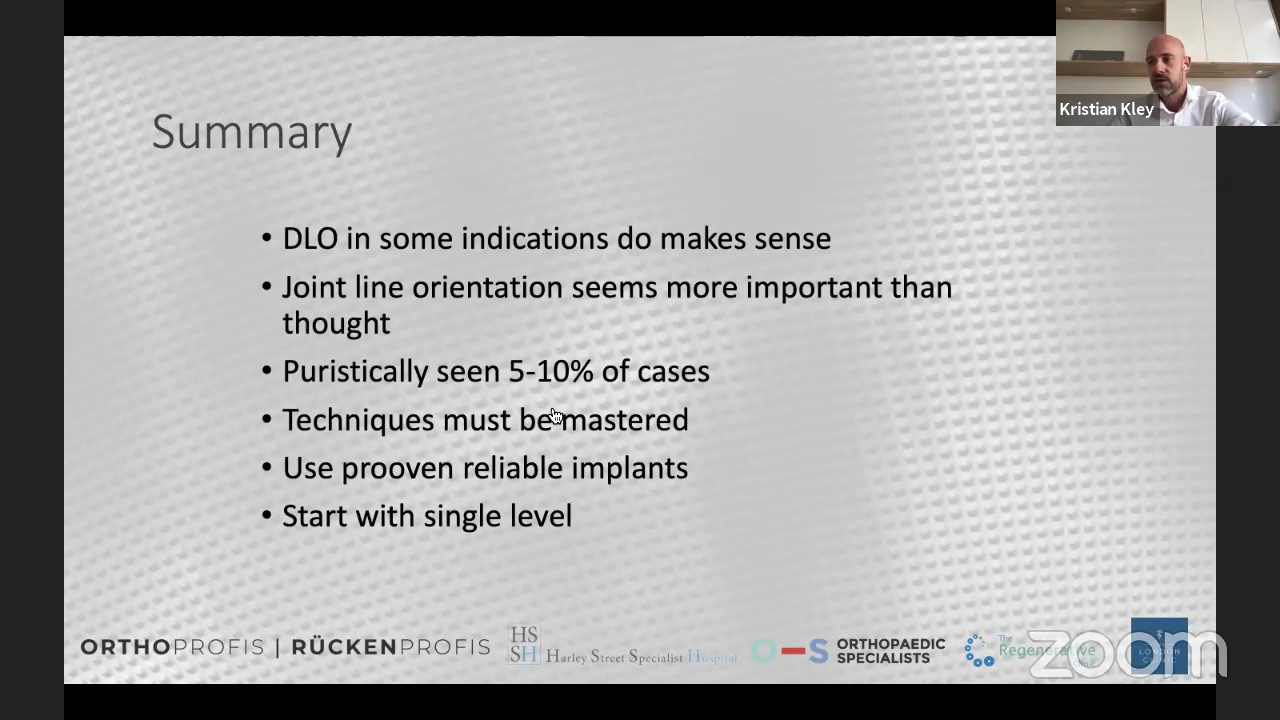 Kristian Kley
Summary
• DLO in some indications do makes sense
• Joint line orientation seems more important than
thought
• Puristically seen 5-10% of cases
• Techniques must be mastered
• Use prooven reliable implants
• Start with single level
ORTHOPROFIS | RÜCKENPROFIS
HS
SH Harley Street Specialist Hospital
O-S ORTHOPAEDIC
SPECIALISTS
The
Regenerative
Clinic
LONDON
CLINIC
zoom